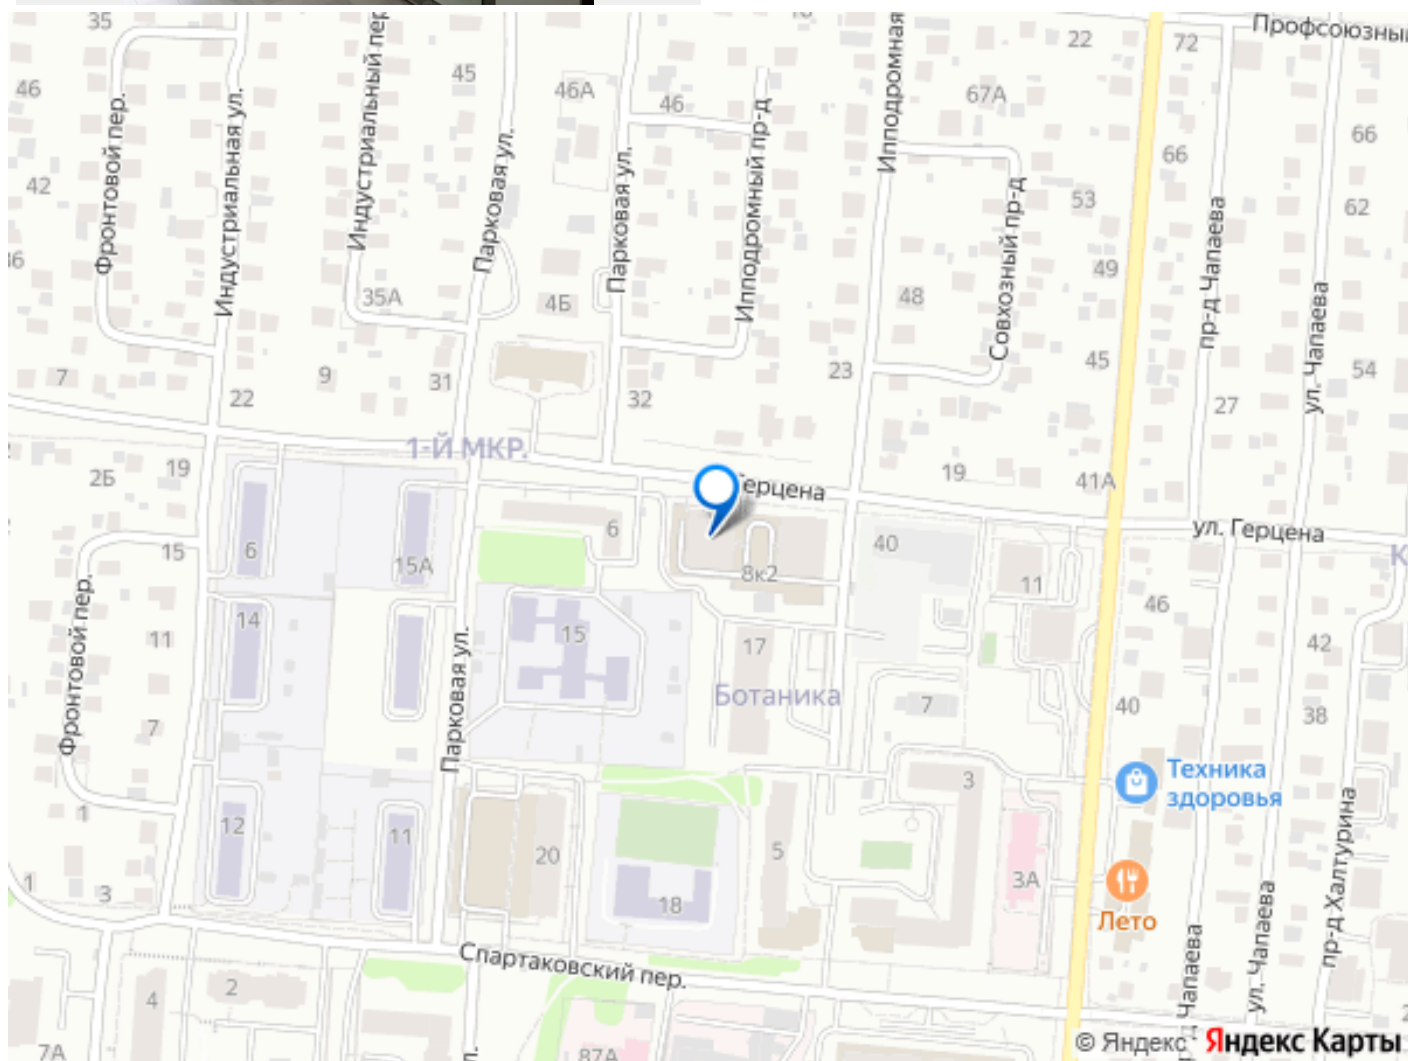 35
22
72
Профсоюзный
46
45
46А
46
67А
66
66
42
53
62
Фронтовой пер.
Индустриальная ул.
Индустриальный пер
Парковая ул.
Парковая ул.
Ипподромный пр-д
Ипподромная
Совхозный пр-д
пр-д Чапаева
ул. Чапаева
49
35А
4Б
48
7
9
31
23
45
54
22
32
27
1-Й МКР.
2Б
19
19
41А
Герцена
ул. Герцена
6
15
6
15А
8к2
40
11
46
14
15
17
11
42
Фронтовой пер.
Парковая ул.
Ботаника
7
40
38
7
3
Техника
здоровья
1
12
11
20
5
18
3А
Лето
1
3
пр-д Халтурина
ул. Чапаева
Чапаева
Спартаковский пер.
4
2
7А
87А
© Яндекс Яндекс Карты